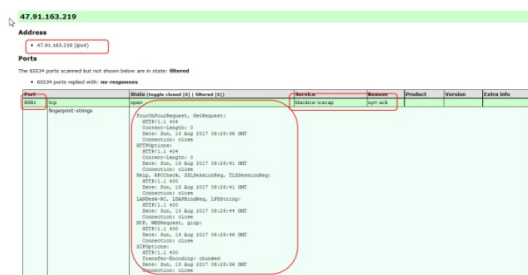 47.91.163.219
Address
47.91.163.219 (ipv4)
Ports
The 65534 ports scanned but not shown below are in state: filtered
65534 ports replied with: no-responses
Port State (toggle closed [0] | filtered [0]) Service Reason Product Version Extra info
8081 tcp open blackice-icecap syn-ack
fingerprint-strings
FourOhFourRequest, GetRequest:
HTTP/1.1 404
Content-Length: 0
Date: Sun, 13 Aug 2017 08:28:36 GMT
Connection: close
HTTPOptions:
HTTP/1.1 404
Content-Length: 0
Date: Sun, 13 Aug 2017 08:28:41 GMT
Connection: close
Help, RPCCheck, SSLSessionReq, TLSSessionReq:
HTTP/1.1 400
Date: Sun, 13 Aug 2017 08:28:41 GMT
Connection: close
LANDesk-RC, LDAPBindReq, LPDString:
HTTP/1.1 400
Date: Sun, 13 Aug 2017 08:28:44 GMT
Connection: close
NCP, WMSRequest, giop:
HTTP/1.1 400
Date: Sun, 13 Aug 2017 08:28:46 GMT
Connection: close
SIPOptions:
HTTP/1.1 400
Transfer-Encoding: chunked
Date: Sun, 13 Aug 2017 08:28:36 GMT
Connection: close